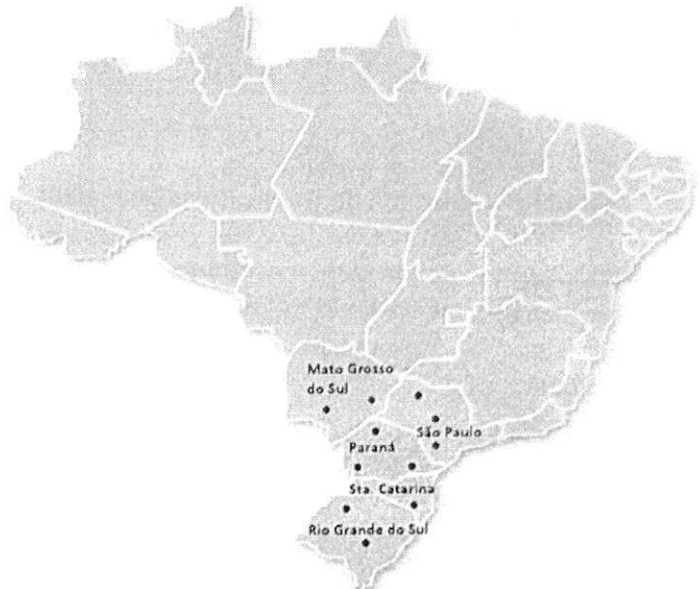 Mato Grosso
do Sul
São Paulo
Paraná
Sta. Catarina
Rio Grande do Sul